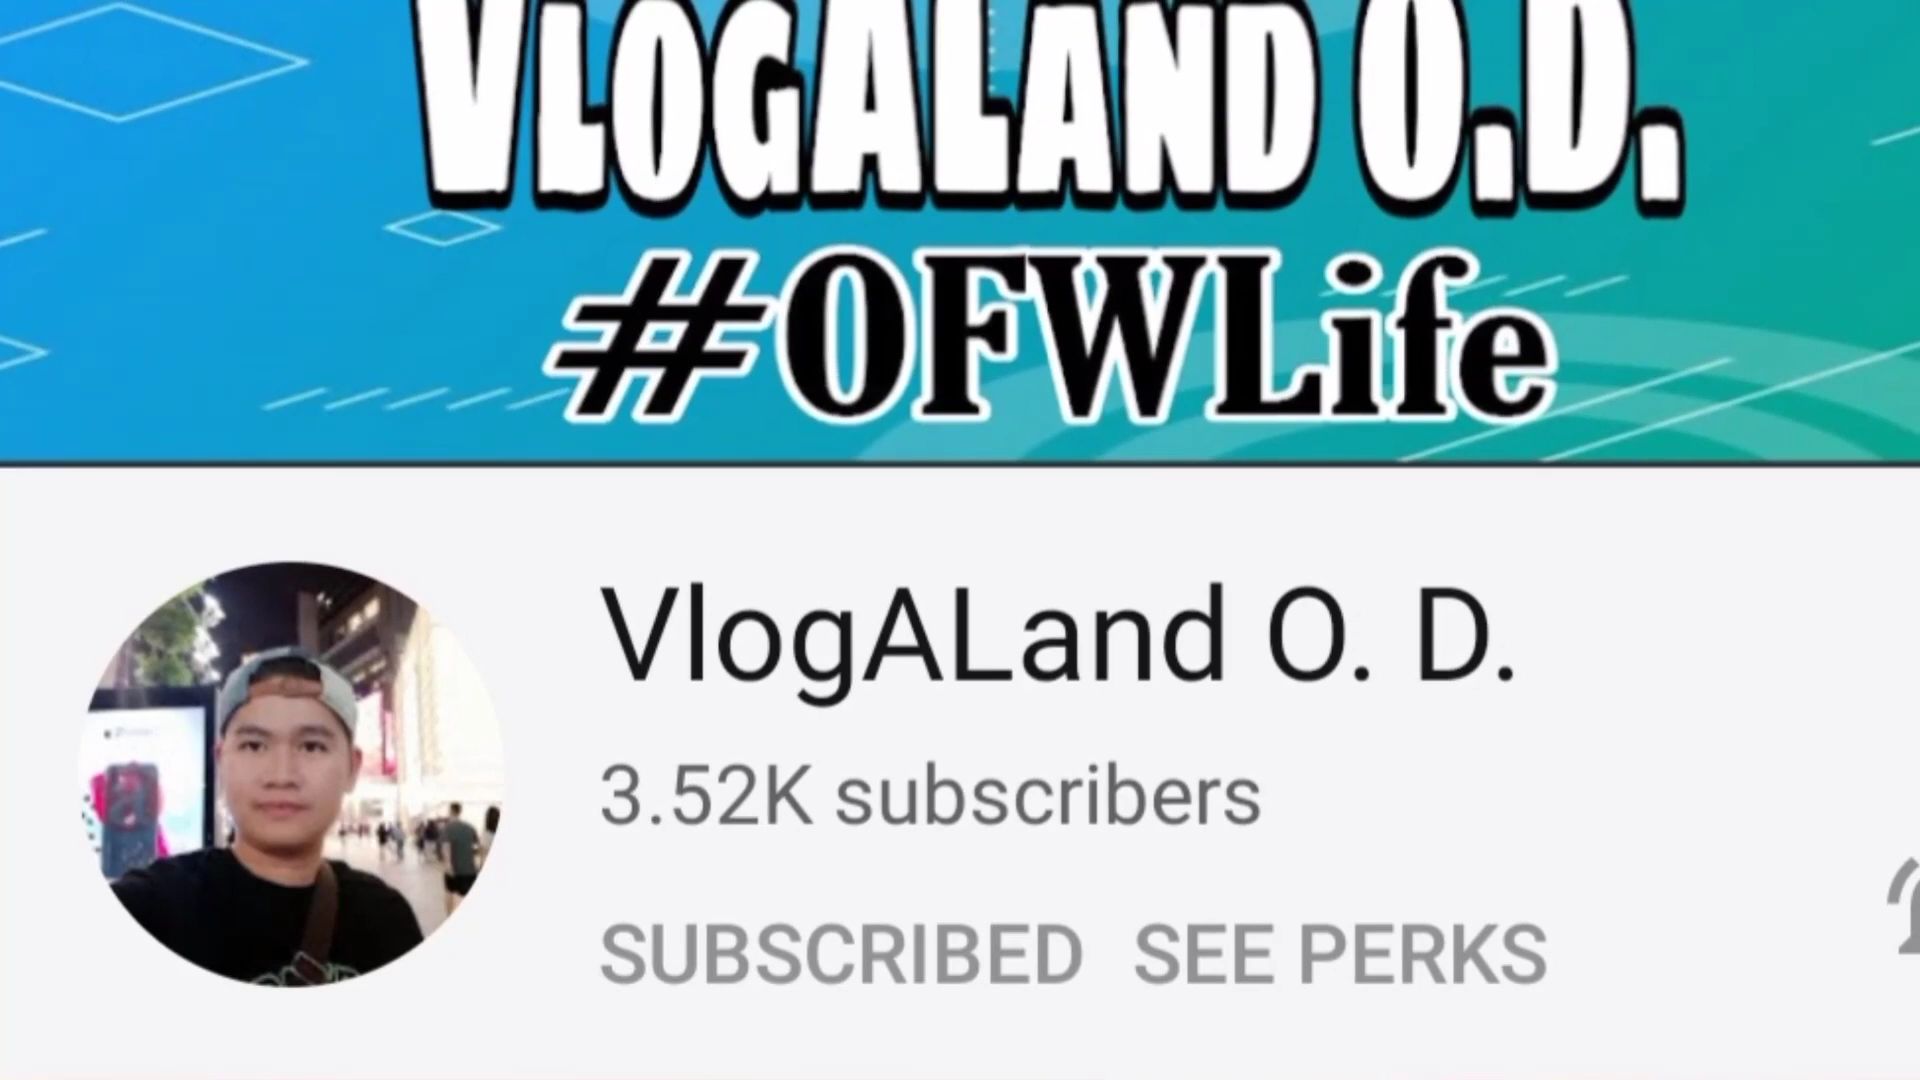 VlogALand O.D.
#OFWLife
VlogALand O. D.
3.52K subscribers
SUBSCRIBED SEE PERKS